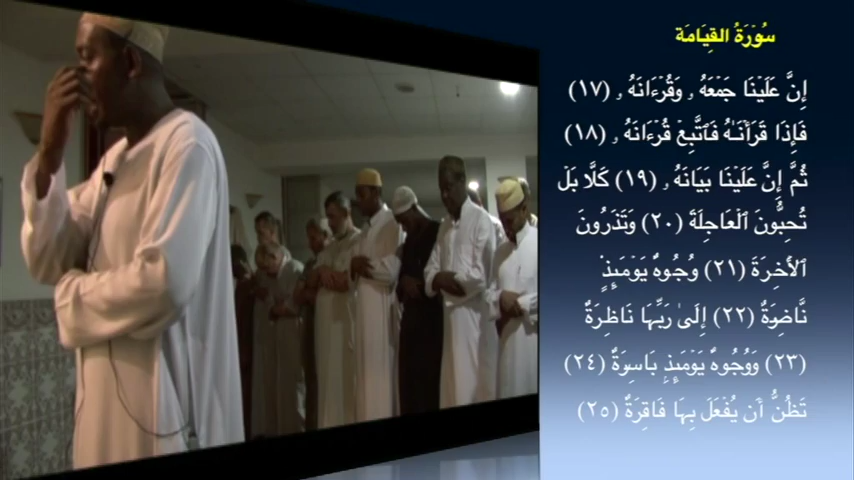 سُورَةُ القِيَامَة
إِنَّ عَلَيْنَا جَمْعَهُۥ وَقُرْءَانَهُۥ (١٧)
فَإِذَا قَرَأْنَـٰهُ فَٱتَّبِعْ قُرْءَانَهُۥ (١٨)
ثُمَّ إِنَّ عَلَيْنَا بَيَانَهُۥ (١٩) كَلَّا بَلْ
تُحِبُّونَ ٱلْعَاجِلَةَ (٢٠) وَتَذَرُونَ
ٱلْأَخِرَةَ (٢١) وُجُوهٌ يَوْمَئِذٍ
نَّاضِرَةٌ (٢٢) إِلَىٰ رَبِّهَا نَاظِرَةٌ
(٢٣) وَوُجُوهٌ يَوْمَئِذٍ بَاسِرَةٌ (٢٤)
تَظُنُّ أَن يُفْعَلَ بِهَا فَاقِرَةٌ (٢٥)